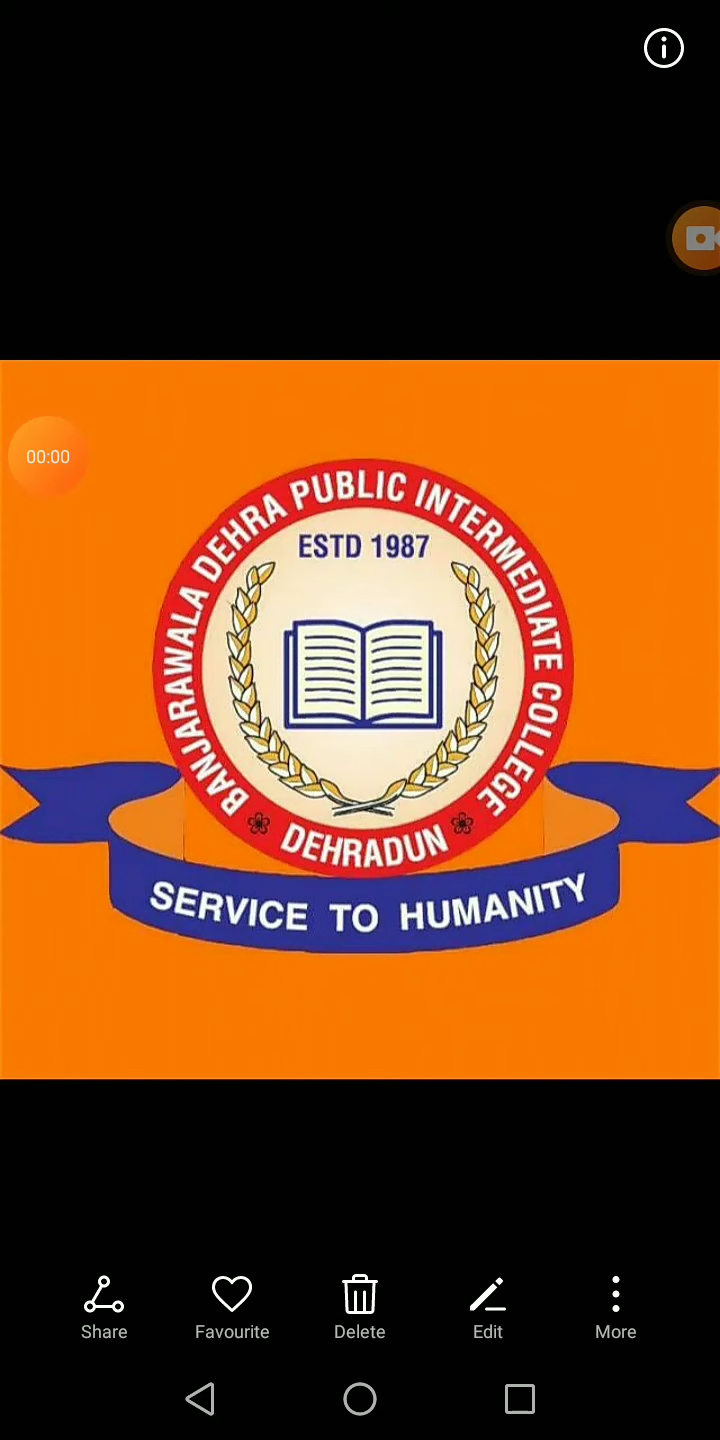 00:00
BANJARAWALA DEHRA PUBLIC INTERMEDIATE COLLEGE
ESTD 1987
DEHRADUN
SERVICE TO HUMANITY
Share
Favourite
Delete
Edit
More